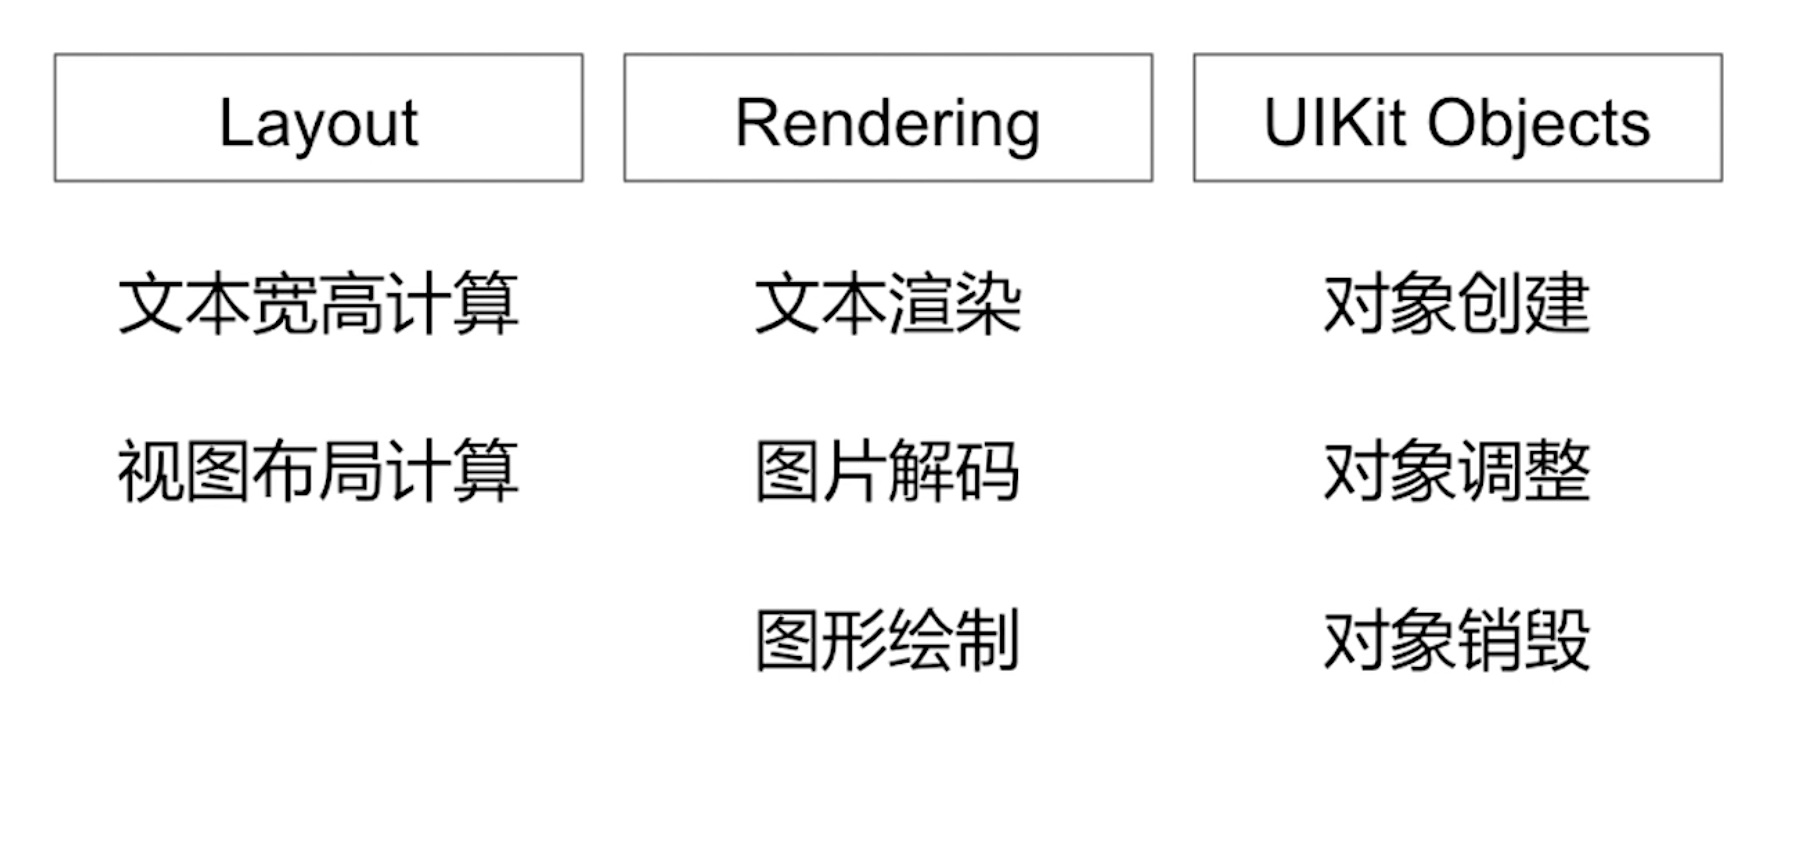 Layout
Rendering
UIKit Objects
文本宽高计算
文本渲染
对象创建
视图布局计算
图片解码
对象调整
图形绘制
对象销毁